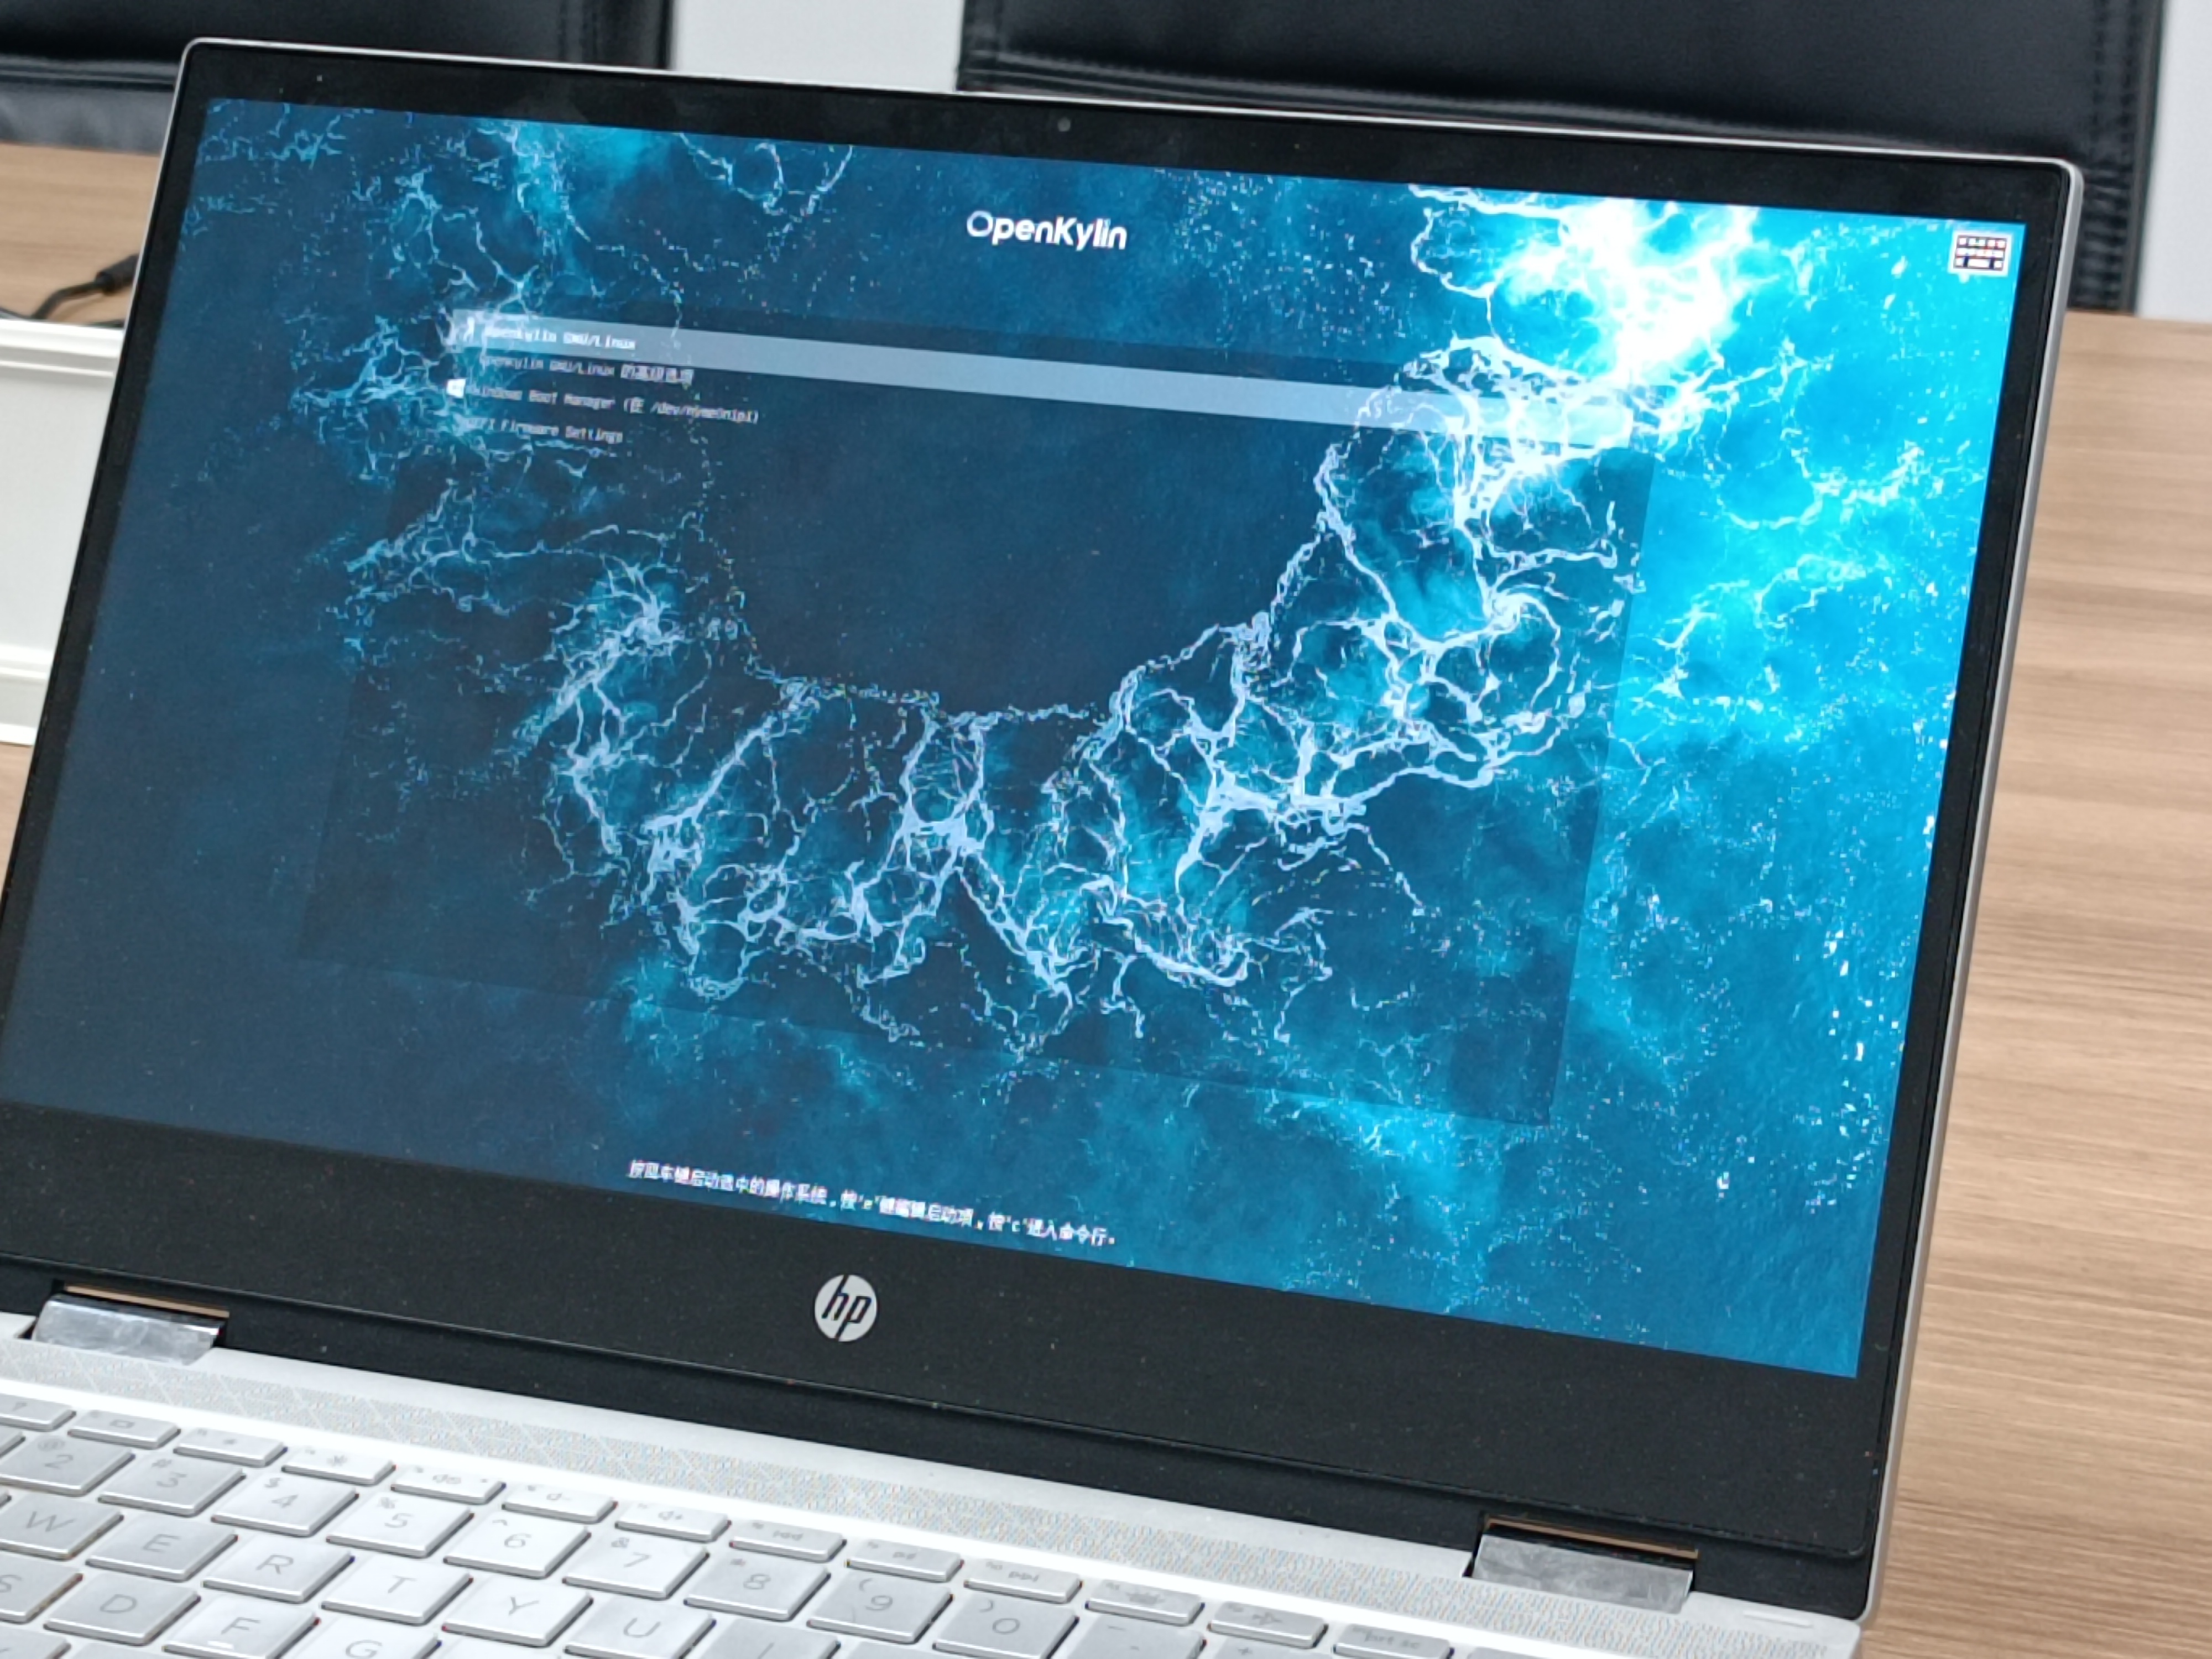 OpenKylin
OpenKylin GNU/Linux
OpenKylin GNU/Linux 的高级选项
Windows Boot Manager (在 /dev/nvme0n1p1)
UEFI Firmware Settings
按回车键启动选中的操作系统，按“e”键编辑启动项，按“c”进入命令行。
hp
2 3 4 5 6 7 8 9 0
W E R T Y U I
S D F G